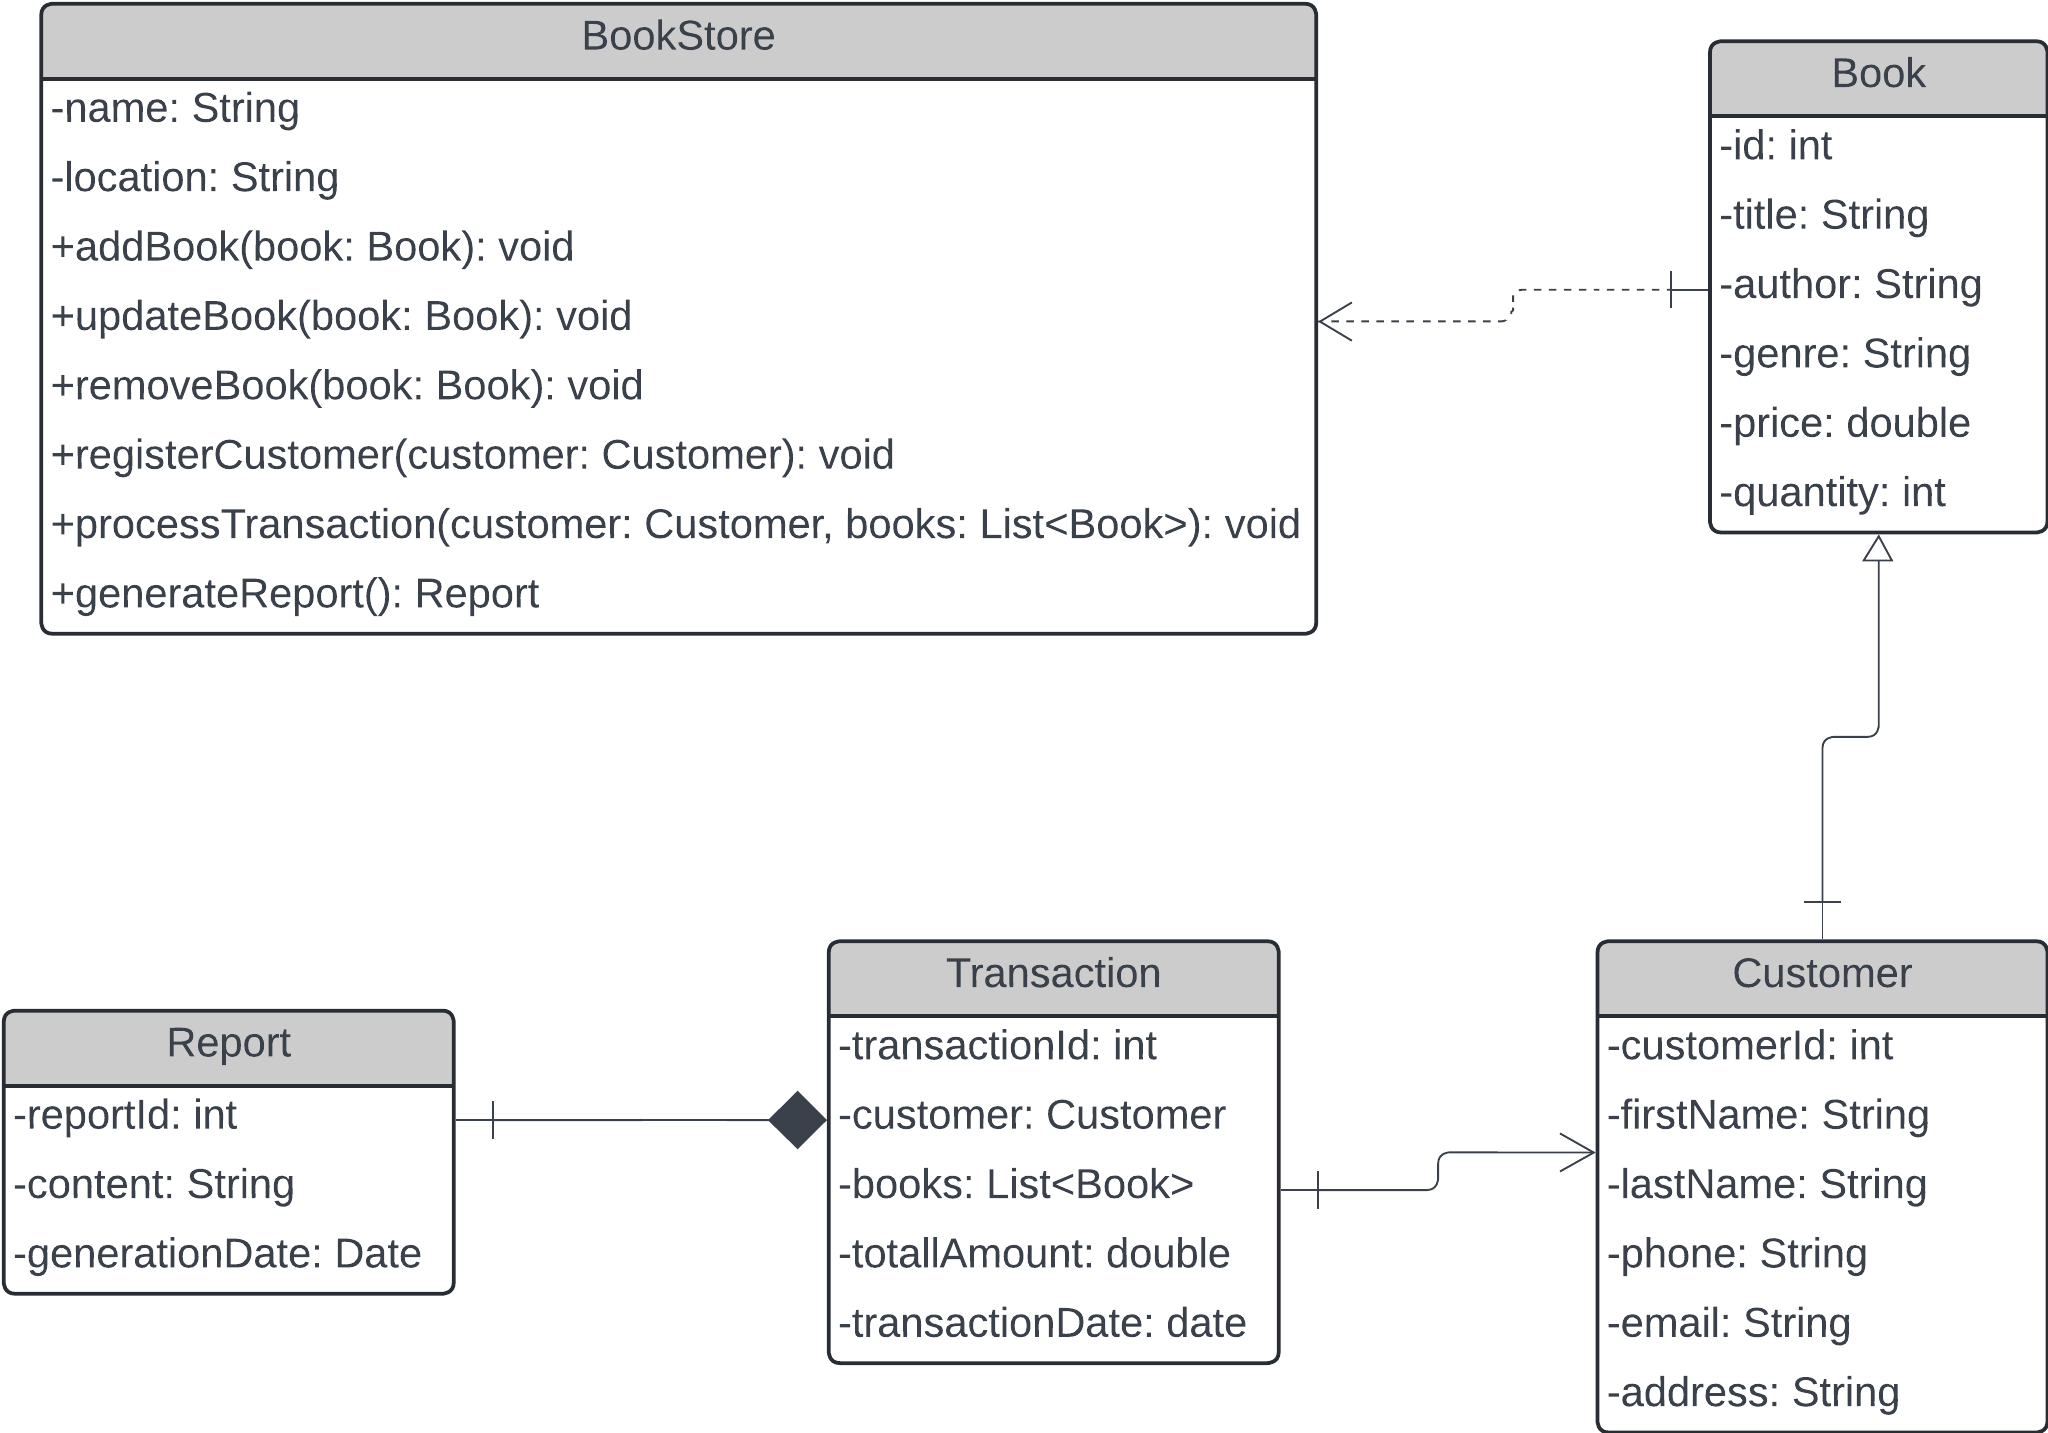 BookStore
-name: String
-location: String
+addBook(book: Book): void
+updateBook(book: Book): void
+removeBook(book: Book): void
+registerCustomer(customer: Customer): void
+processTransaction(customer: Customer, books: List<Book>): void
+generateReport(): Report
Book
-id: int
-title: String
-author: String
-genre: String
-price: double
-quantity: int
Report
-reportId: int
-content: String
-generationDate: Date
Transaction
-transactionId: int
-customer: Customer
-books: List<Book>
-totallAmount: double
-transactionDate: date
Customer
-customerId: int
-firstName: String
-lastName: String
-phone: String
-email: String
-address: String